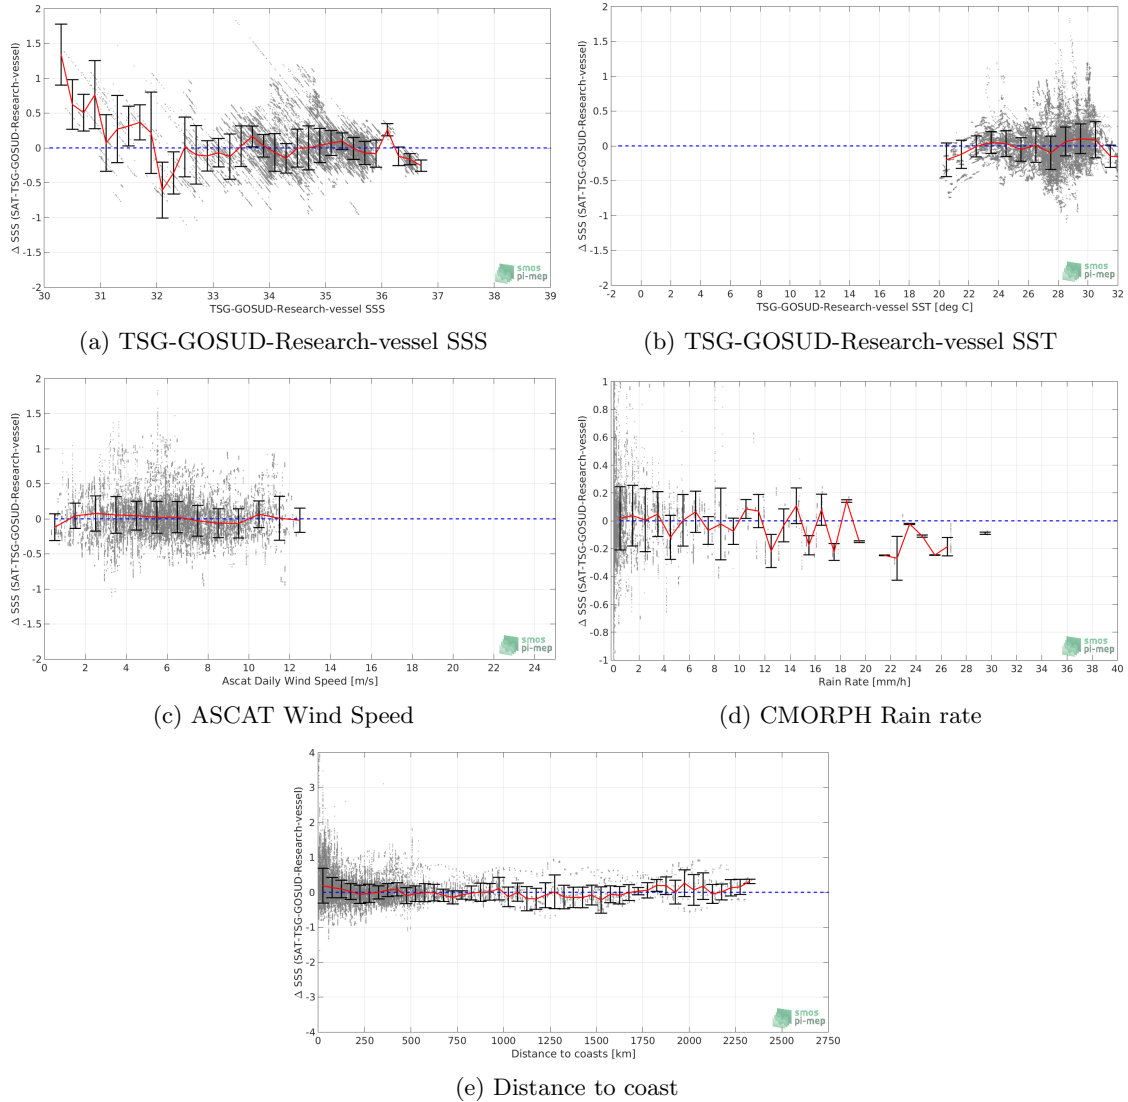 2
1.5
1
0.5
0
-0.5
-1
-1.5
-2
Δ SSS (SAT-TSG-GOSUD-Research-vessel)
30 31 32 33 34 35 36 37 38 39
TSG-GOSUD-Research-vessel SSS
smos
pi-mep
(a) TSG-GOSUD-Research-vessel SSS
2
1.5
1
0.5
0
-0.5
-1
-1.5
-2
Δ SSS (SAT-TSG-GOSUD-Research-vessel)
-2 0 2 4 6 8 10 12 14 16 18 20 22 24 26 28 30 32
TSG-GOSUD-Research-vessel SST [deg C]
smos
pi-mep
(b) TSG-GOSUD-Research-vessel SST
2
1.5
1
0.5
0
-0.5
-1
-1.5
-2
Δ SSS (SAT-TSG-GOSUD-Research-vessel)
0 2 4 6 8 10 12 14 16 18 20 22 24
Ascat Daily Wind Speed [m/s]
smos
pi-mep
(c) ASCAT Wind Speed
1
0.8
0.6
0.4
0.2
0
-0.2
-0.4
-0.6
-0.8
-1
Δ SSS (SAT-TSG-GOSUD-Research-vessel)
0 2 4 6 8 10 12 14 16 18 20 22 24 26 28 30 32 34 36 38 40
Rain Rate [mm/h]
smos
pi-mep
(d) CMORPH Rain rate
4
3
2
1
0
-1
-2
-3
-4
Δ SSS (SAT-TSG-GOSUD-Research-vessel)
0 250 500 750 1000 1250 1500 1750 2000 2250 2500 2750
Distance to coasts [km]
smos
pi-mep
(e) Distance to coast